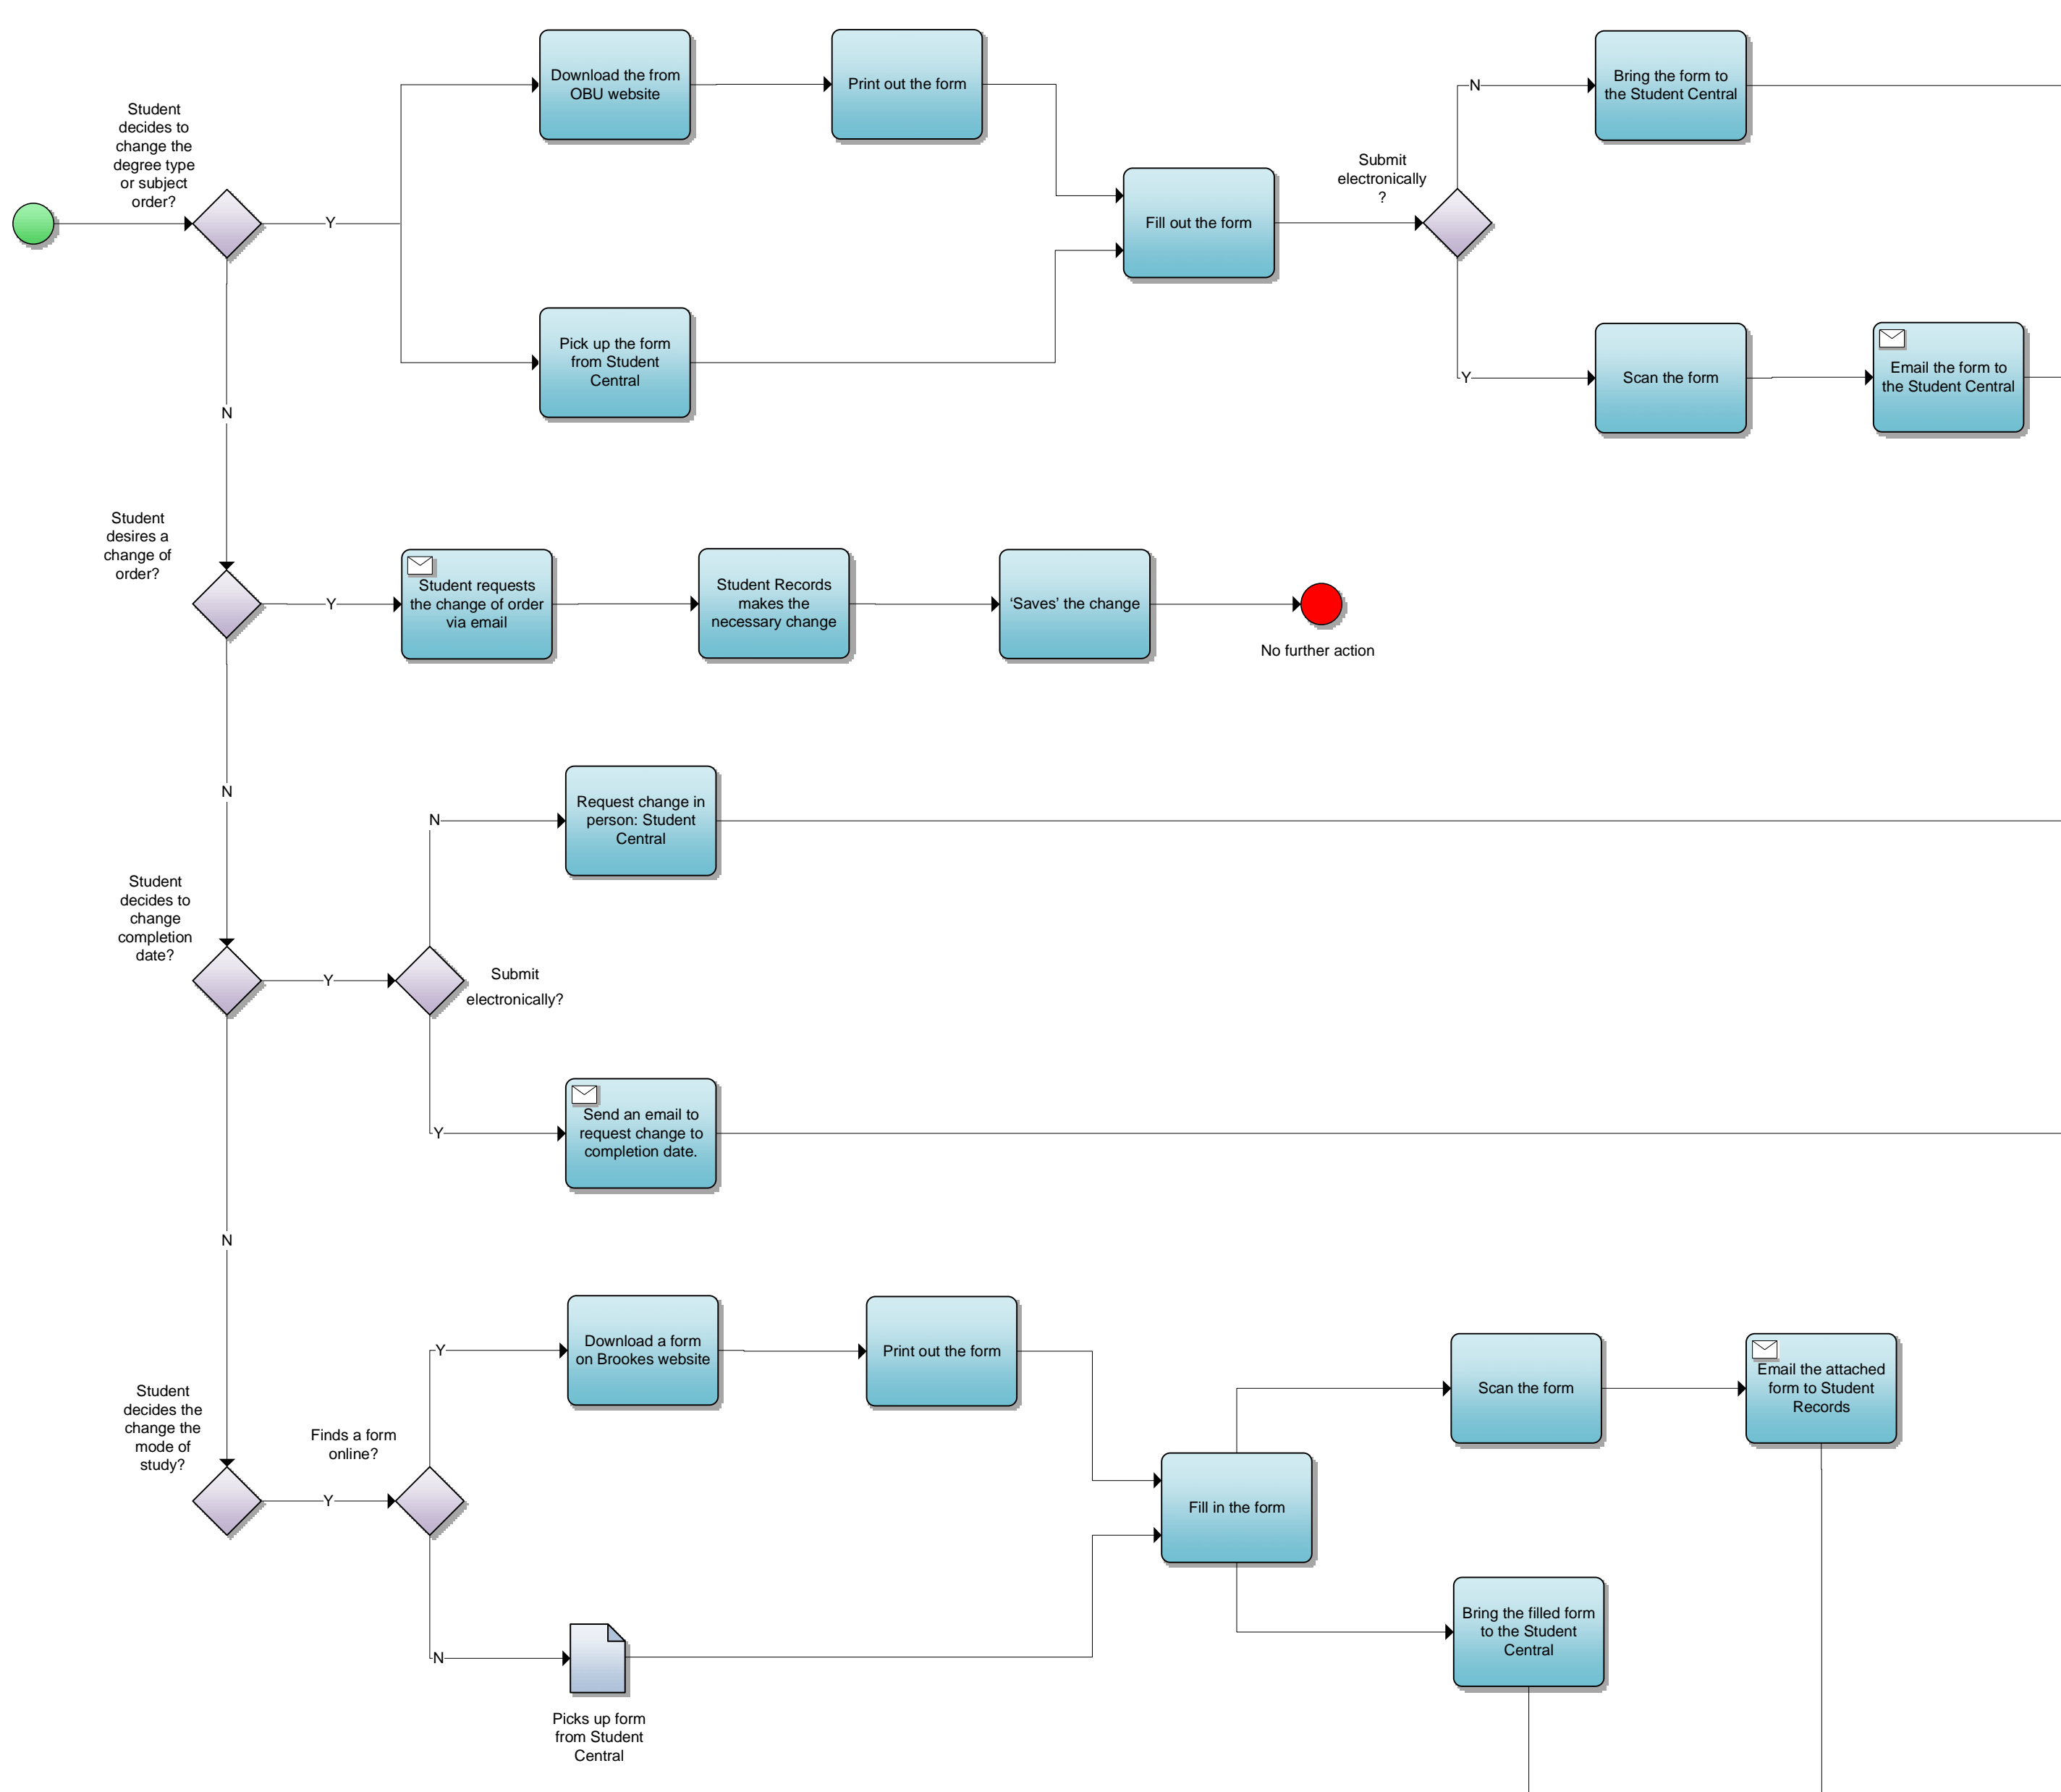 Student
decides to
change the
degree type
or subject
order?
Y
N
Download the from
OBU website
Print out the form
Pick up the form
from Student
Central
Fill out the form
Submit
electronically
?
N
Bring the form to
the Student Central
Y
Scan the form
Email the form to
the Student Central
Student
desires a
change of
order?
Y
N
Student requests
the change of order
via email
Student Records
makes the
necessary change
‘Saves’ the change
No further action
Student
decides to
change
completion
date?
Y
N
Submit
electronically?
N
Request change in
person: Student
Central
Y
Send an email to
request change to
completion date.
Student
decides the
change the
mode of
study?
Y
Finds a form
online?
Y
Download a form
on Brookes website
Print out the form
N
Picks up form
from Student
Central
Fill in the form
Scan the form
Email the attached
form to Student
Records
Bring the filled form
to the Student
Central